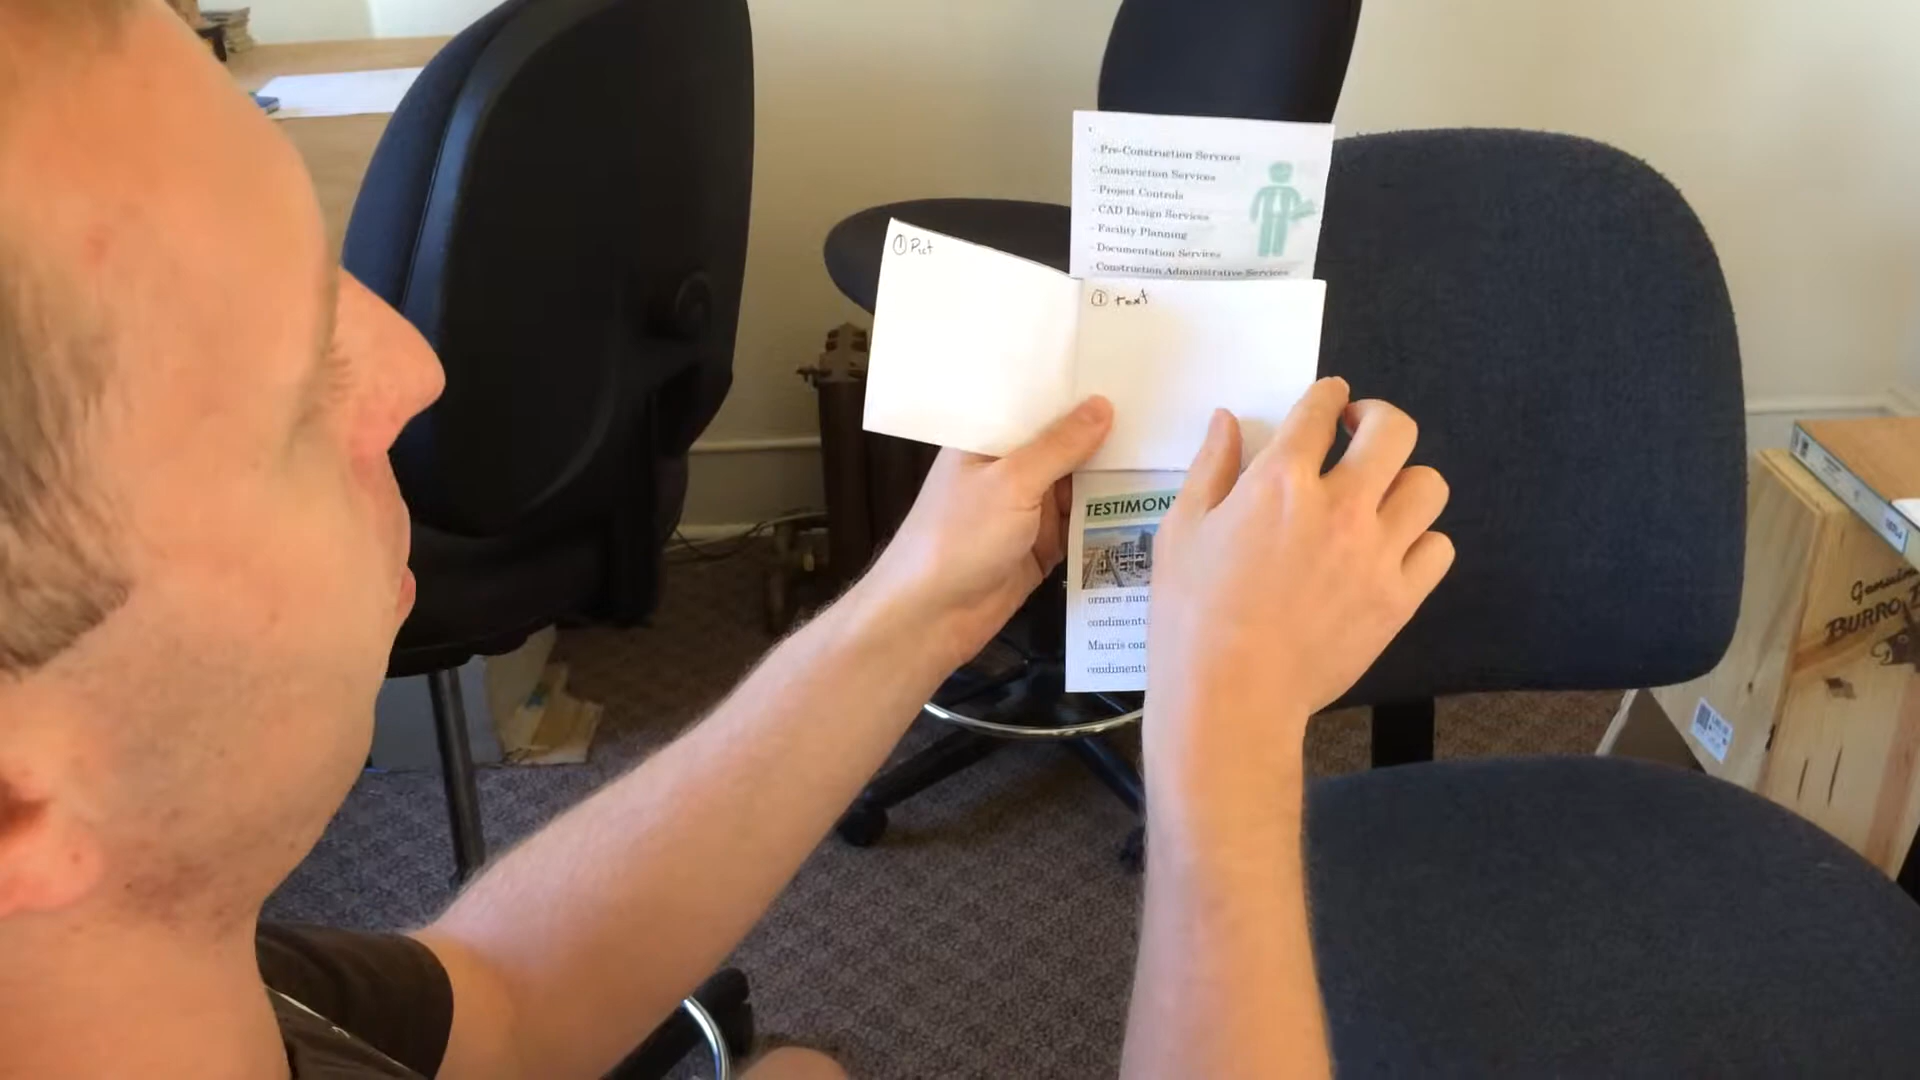 - Pre-Construction Services
- Construction Services
- Project Controls
- CAD Design Services
- Facility Planning
- Documentation Services
- Construction Administrative Services
① Pict
① Text
TESTIMON
ornare nunc
condimentu
Mauris con
condimentu
Genuine
BURRO